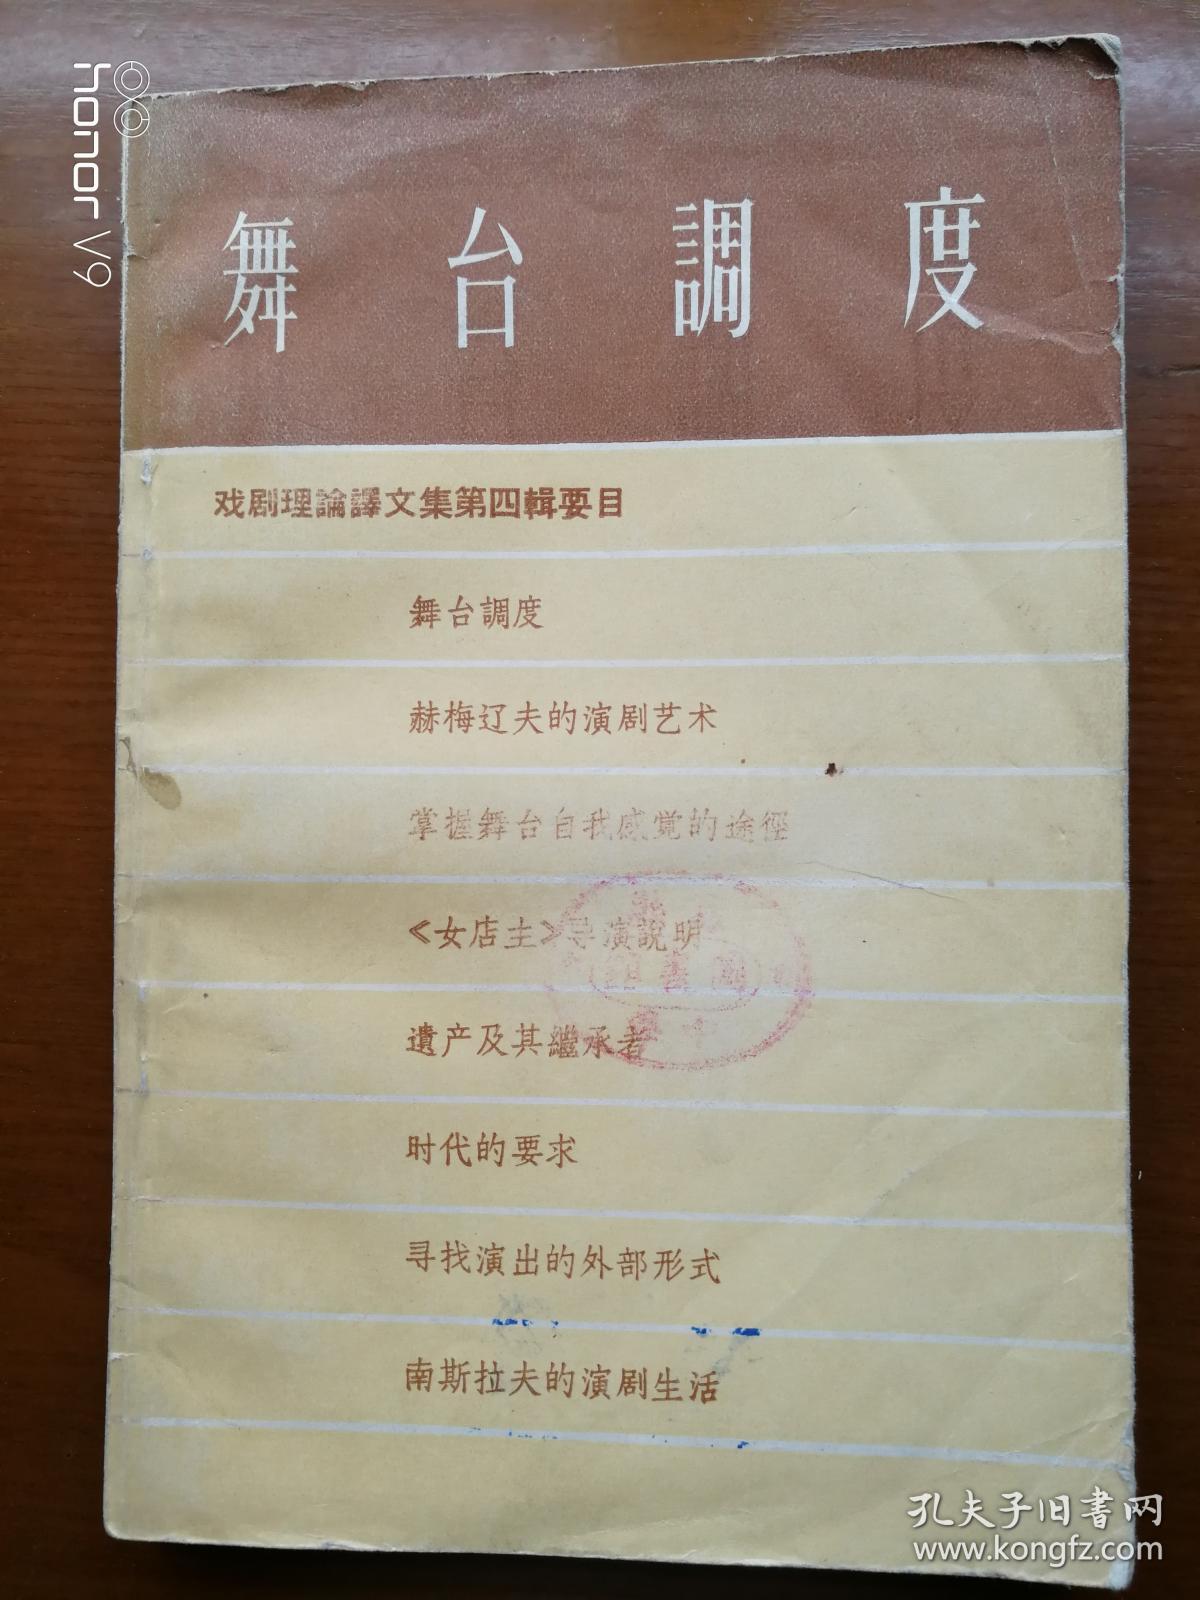 honor V9
舞台調度
戏剧理論譯文集第四輯要目
舞台調度
赫梅辽夫的演剧艺术
掌握舞台自我感覚的途徑
《女店主》导演說明
遺产及其繼承者
时代的要求
寻找演出的外部形式
南斯拉夫的演剧生活
孔夫子旧书网
www.kongfz.com